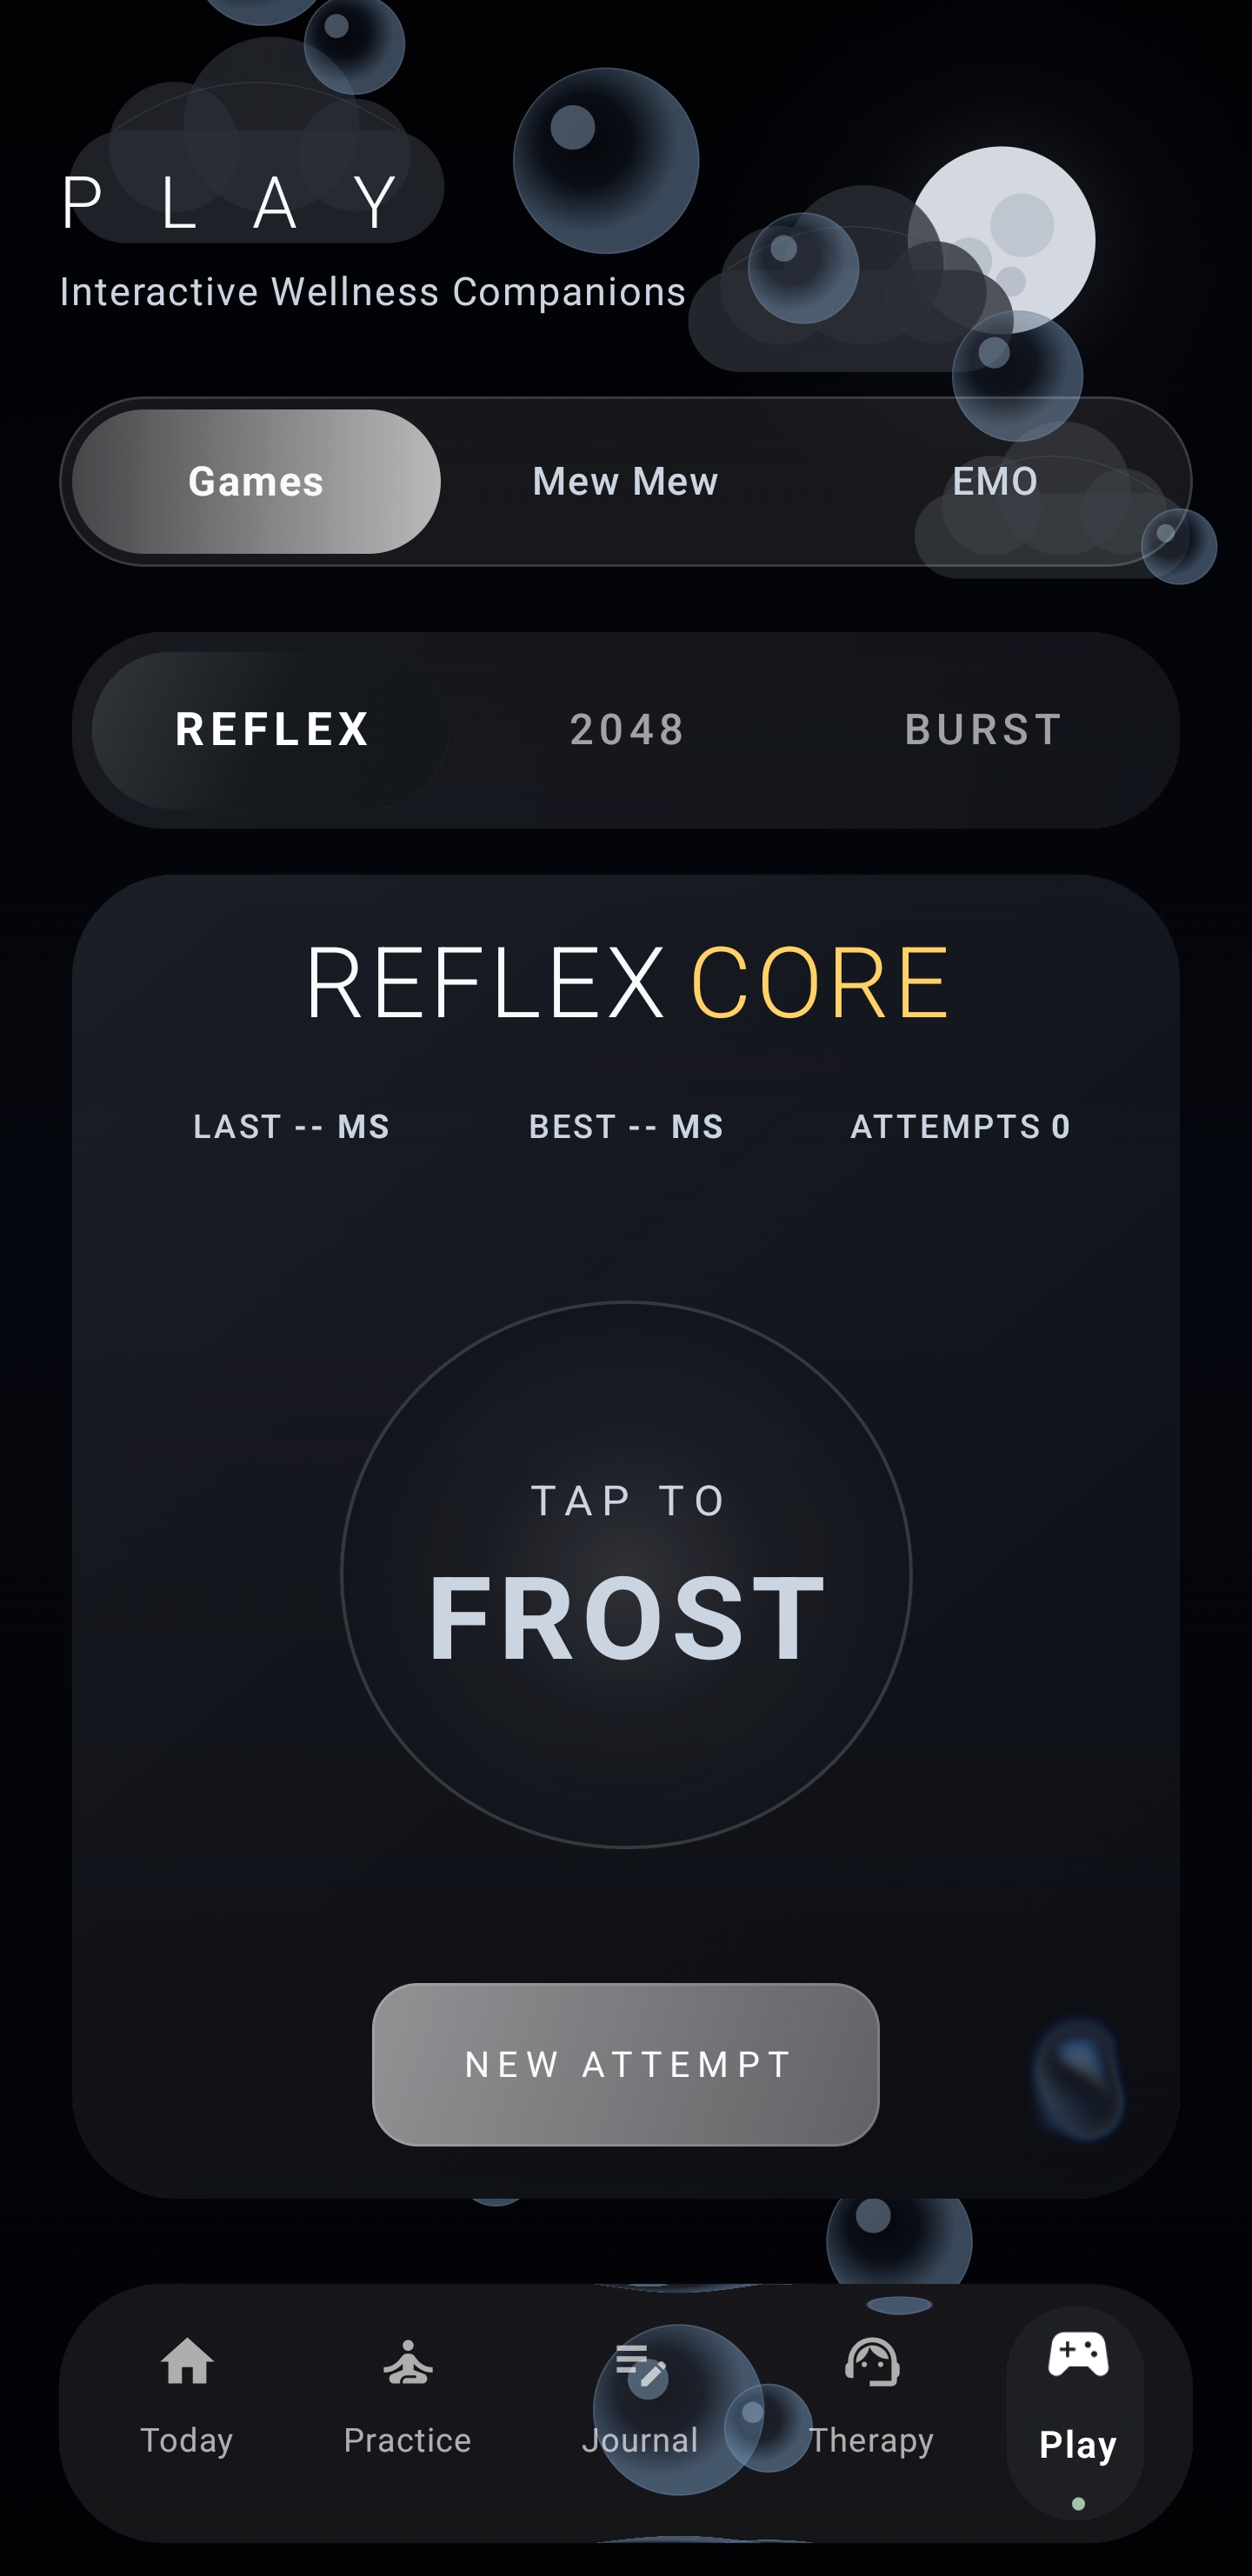 PLAY
Interactive Wellness Companions
Games Mew Mew EMO
REFLEX 2048 BURST
REFLEX CORE
LAST -- MS BEST -- MS ATTEMPTS 0
TAP TO
FROST
NEW ATTEMPT
Today Practice Journal Therapy Play